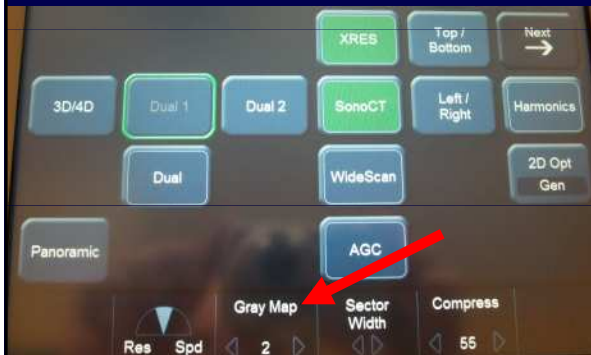 XRES
Top /
Bottom
Next
3D/4D
Dual 1
Dual 2
SonoCT
Left /
Right
Harmonics
Dual
WideScan
2D Opt
Gen
Panoramic
AGC
Res Spd
Gray Map
2
Sector
Width
Compress
55